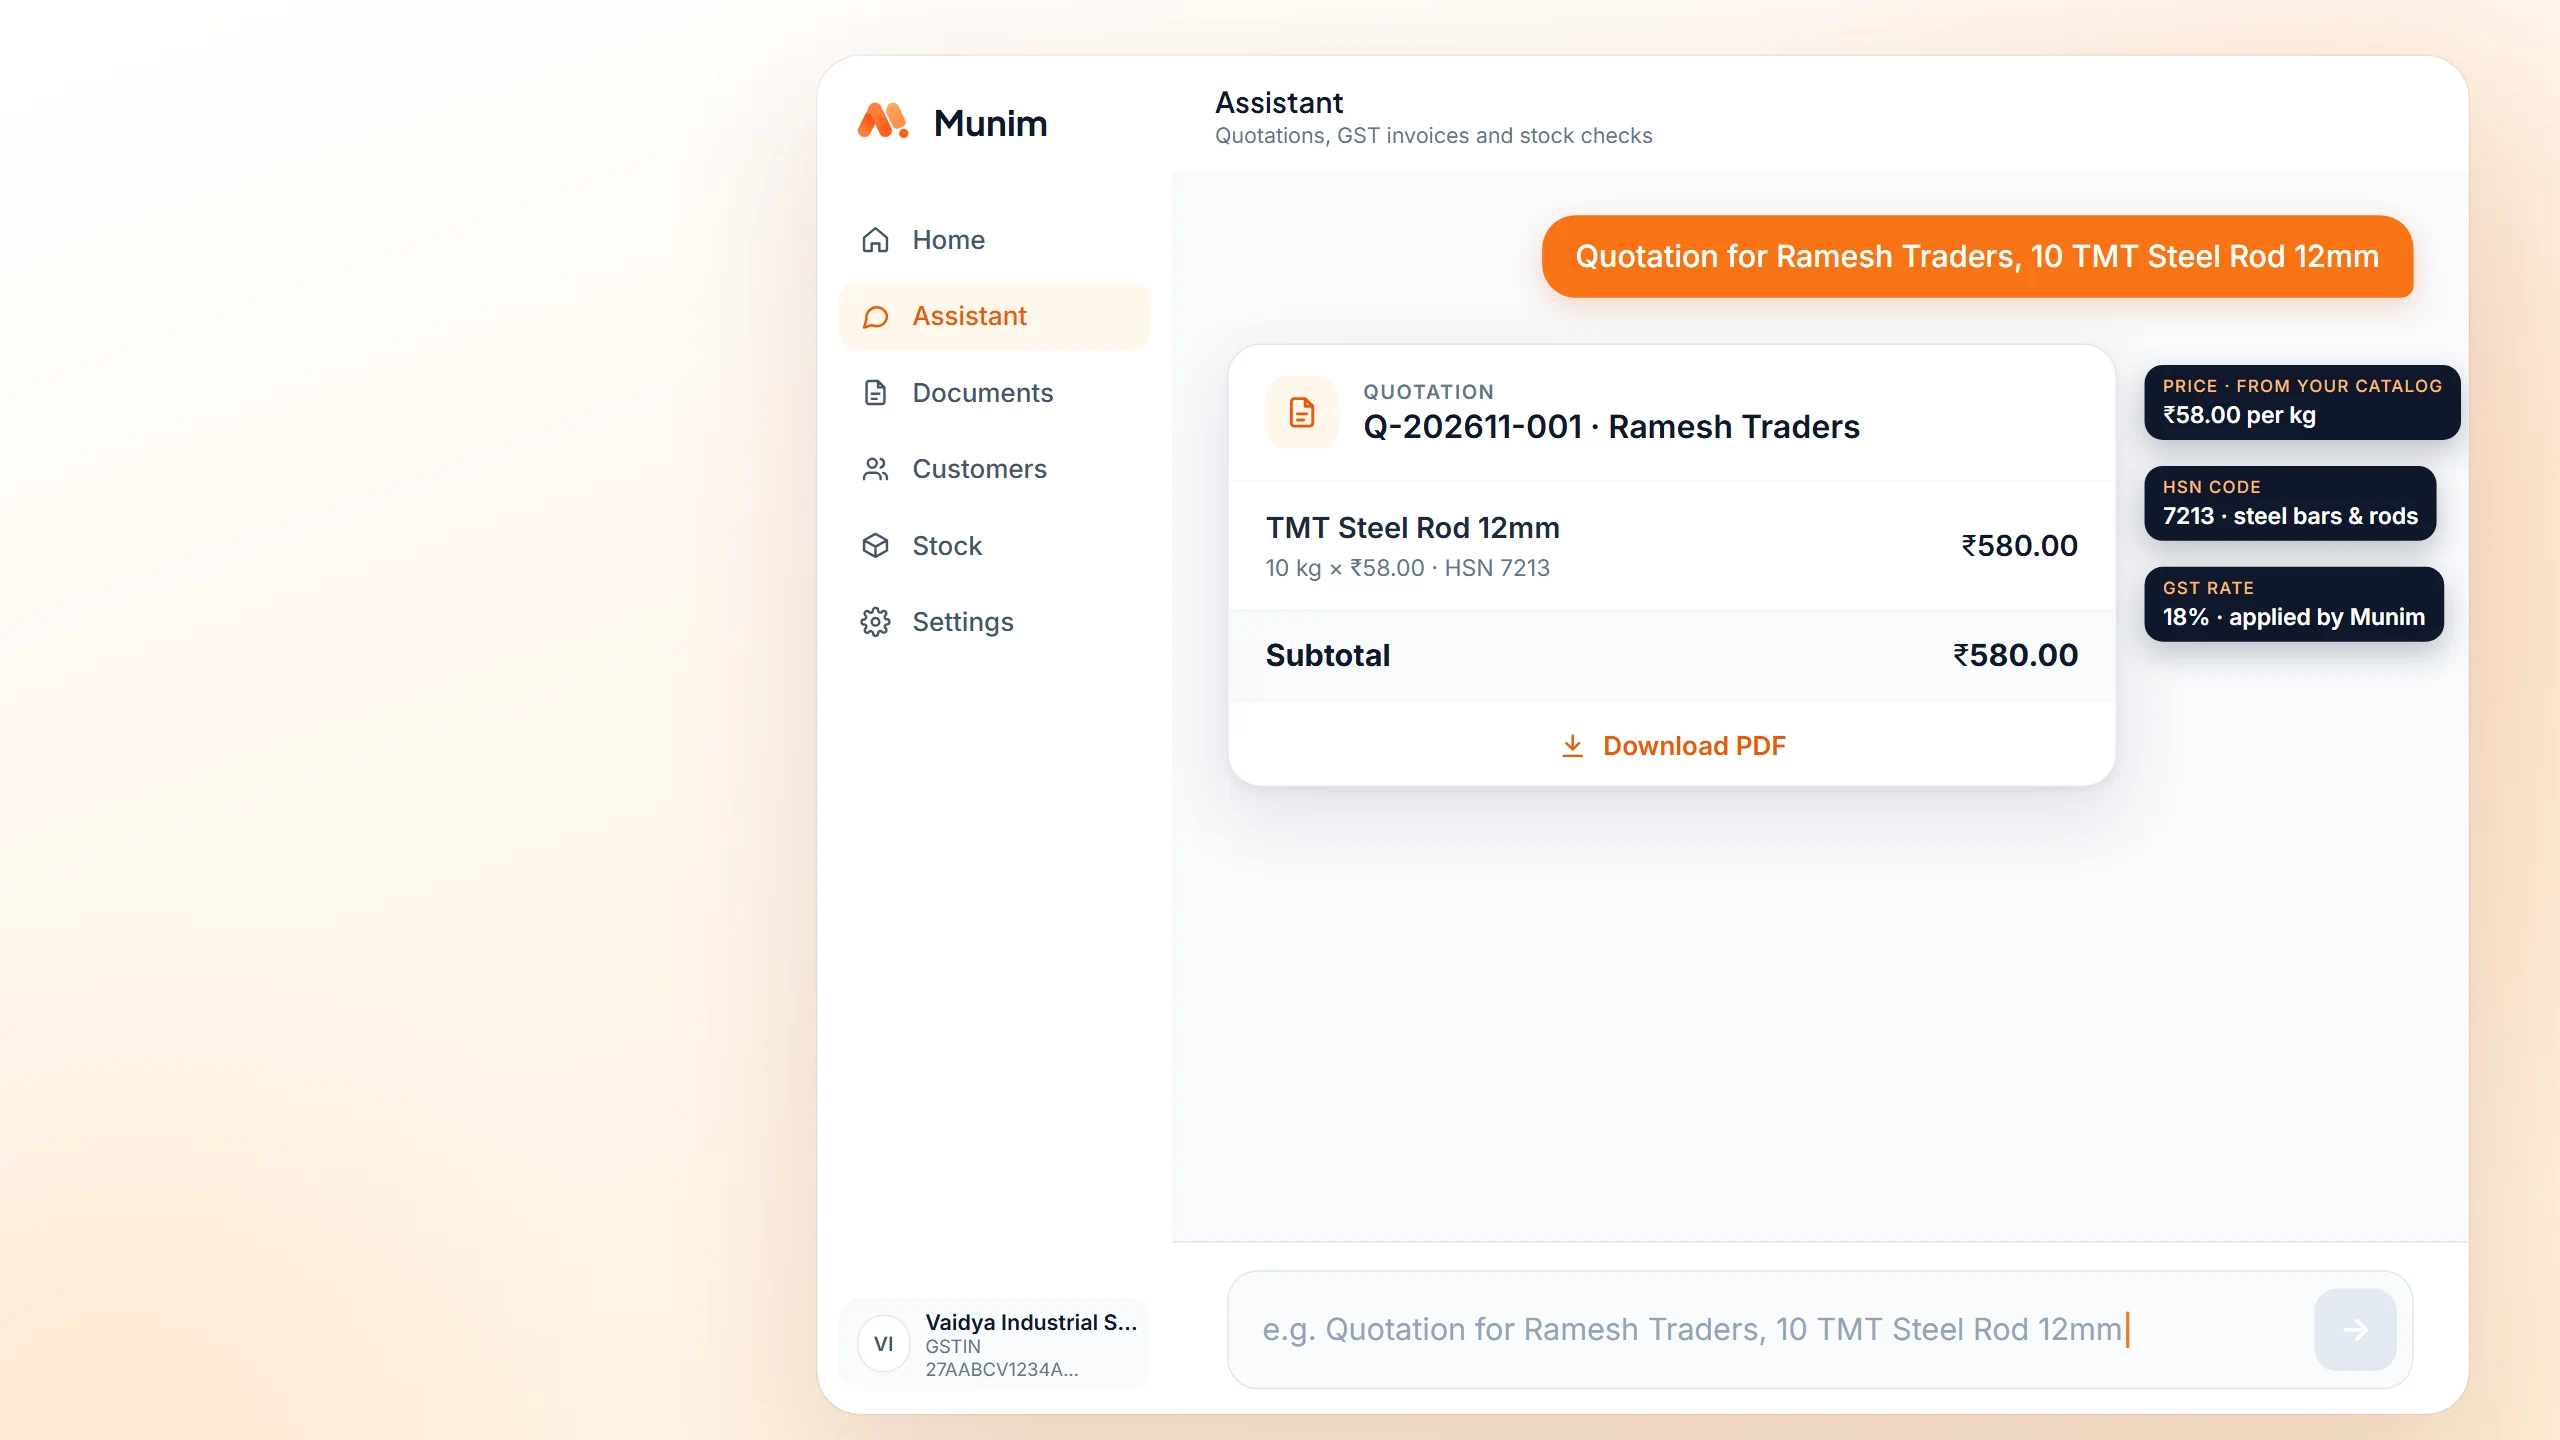 Munim
Home
Assistant
Documents
Customers
Stock
Settings
VI
Vaidya Industrial S...
GSTIN
27AABCV1234A...
Assistant
Quotations, GST invoices and stock checks
Quotation for Ramesh Traders, 10 TMT Steel Rod 12mm
QUOTATION
Q-202611-001 · Ramesh Traders
TMT Steel Rod 12mm
10 kg × ₹58.00 · HSN 7213
₹580.00
Subtotal
₹580.00
Download PDF
PRICE · FROM YOUR CATALOG
₹58.00 per kg
HSN CODE
7213 · steel bars & rods
GST RATE
18% · applied by Munim
e.g. Quotation for Ramesh Traders, 10 TMT Steel Rod 12mm